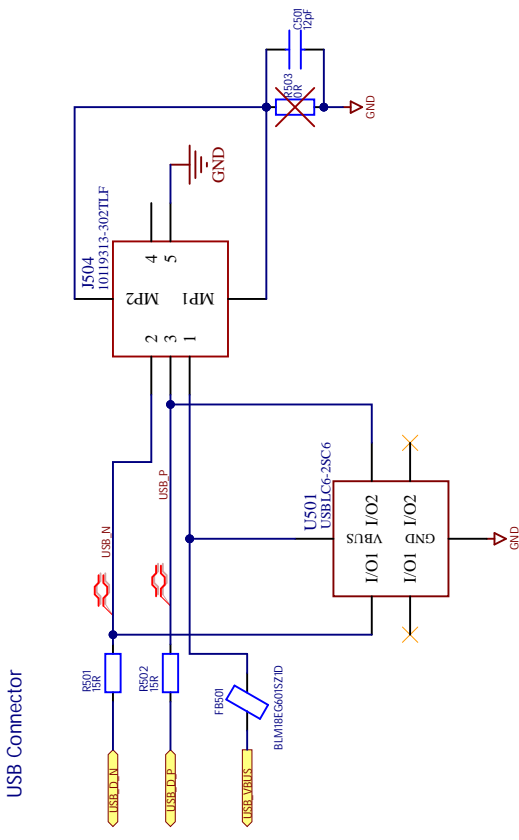 USB Connector
USB_D_N
USB_D_P
USB_VBUS
R501
15R
R502
15R
FB501
BLM18EG601SZ1D
USB_N
USB_P
U501
USBLC6-2SC6
I/O1
VBUS
I/O2
I/O1
GND
I/O2
GND
J504
10119313-302TLF
2
3
1
MP2
MP1
4
5
GND
R503
0R
C501
12pF
GND